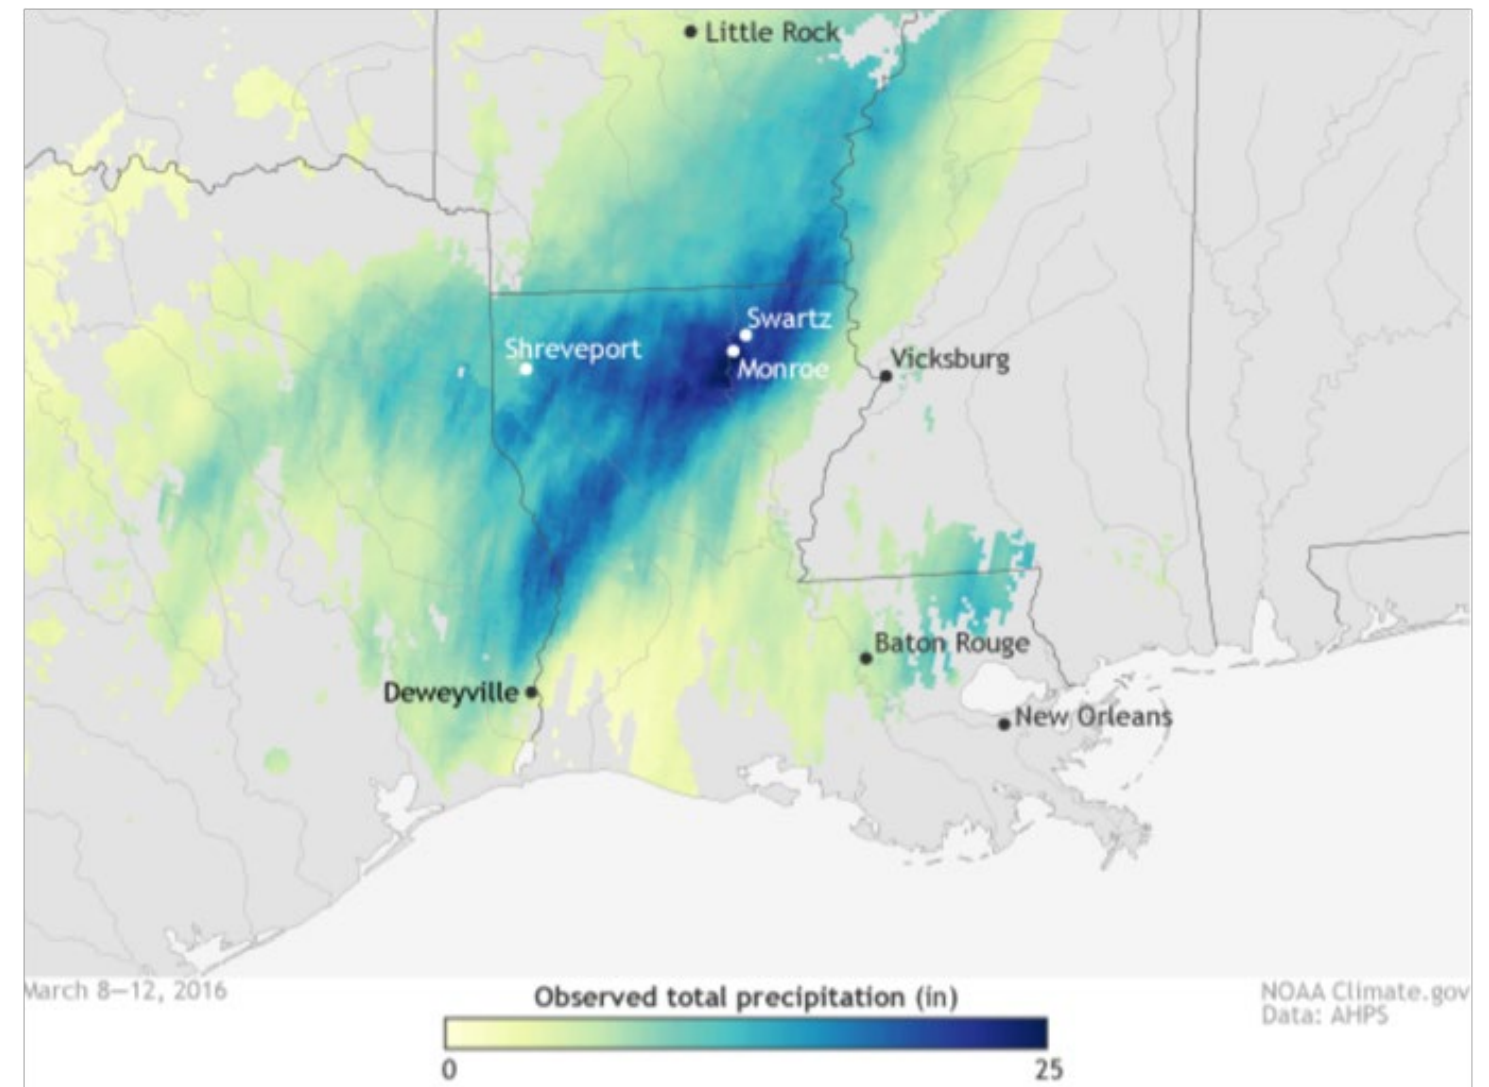 Little Rock
Swartz
Shreveport
Monroe
Vicksburg
Baton Rouge
Deweyville
New Orleans
March 8–12, 2016
Observed total precipitation (in)
0
25
NOAA Climate.gov
Data: AHPS